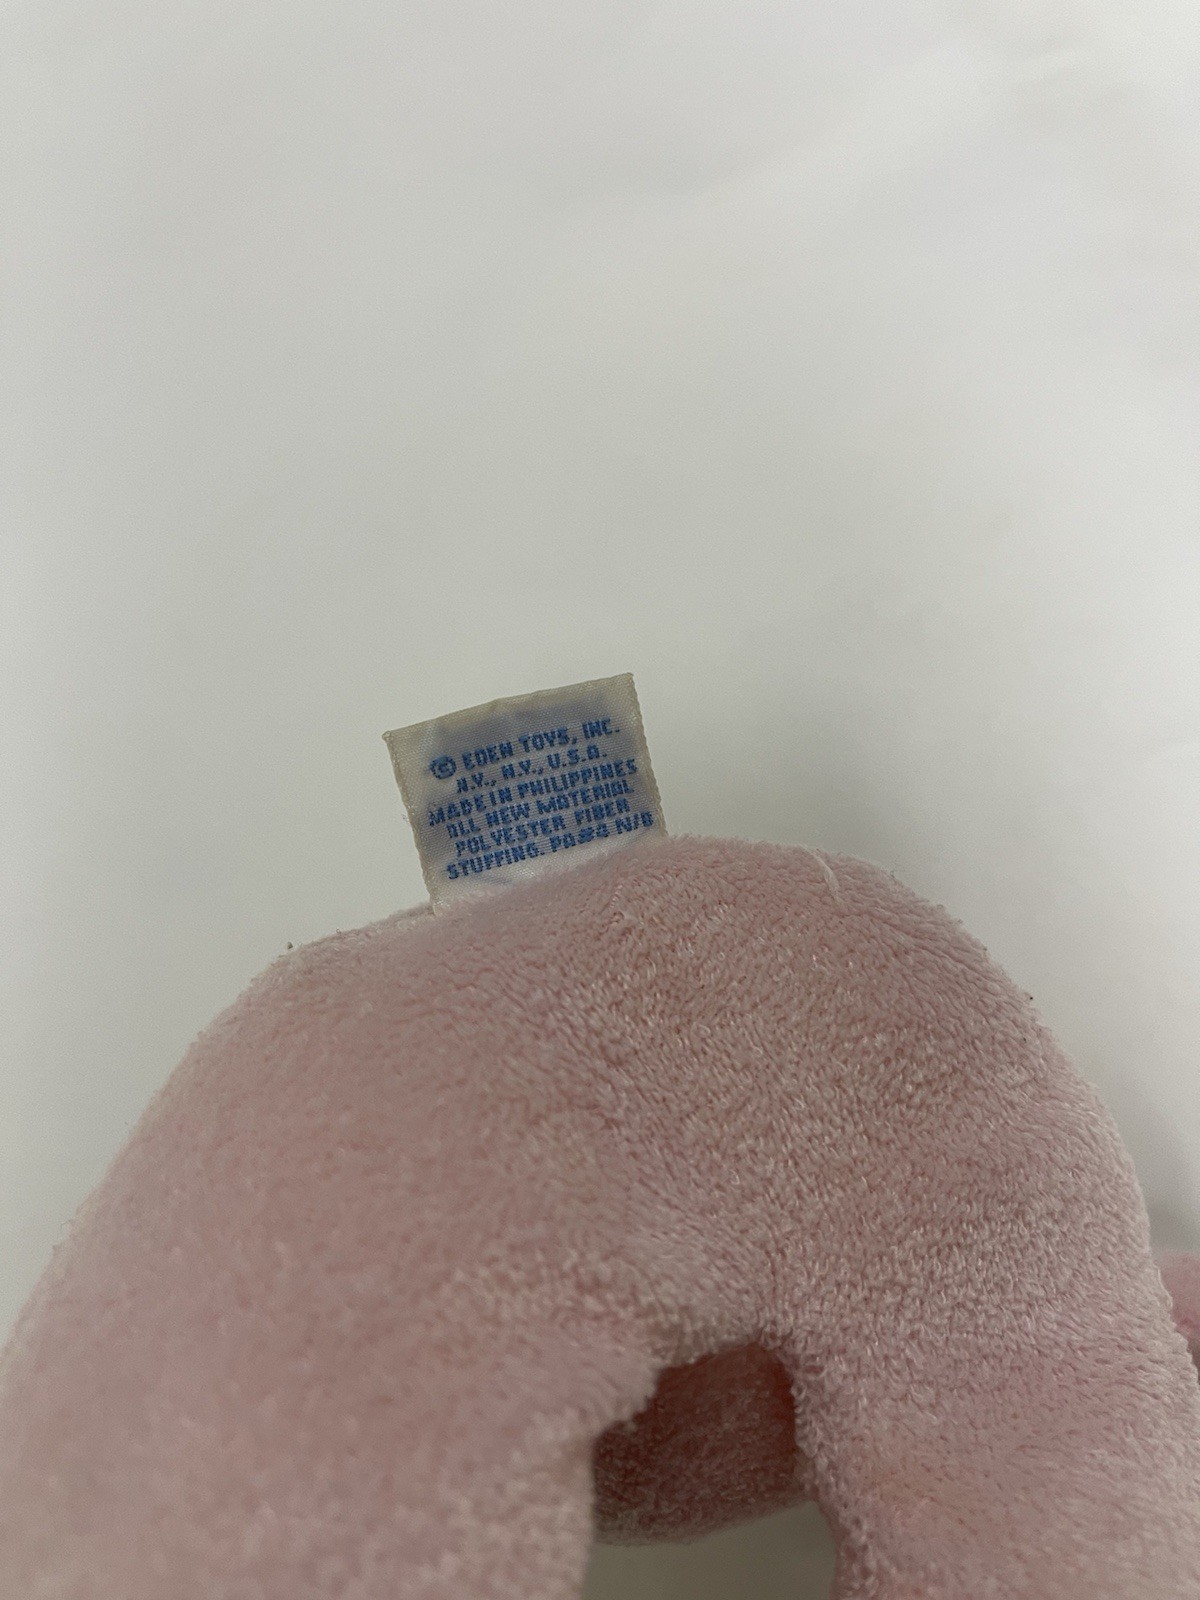 © EDEN TOYS, INC.
N.Y., N.Y., U.S.A.
MADE IN PHILIPPINES
ALL NEW MATERIAL
POLYESTER FIBER
STUFFING. PA#4 N/B